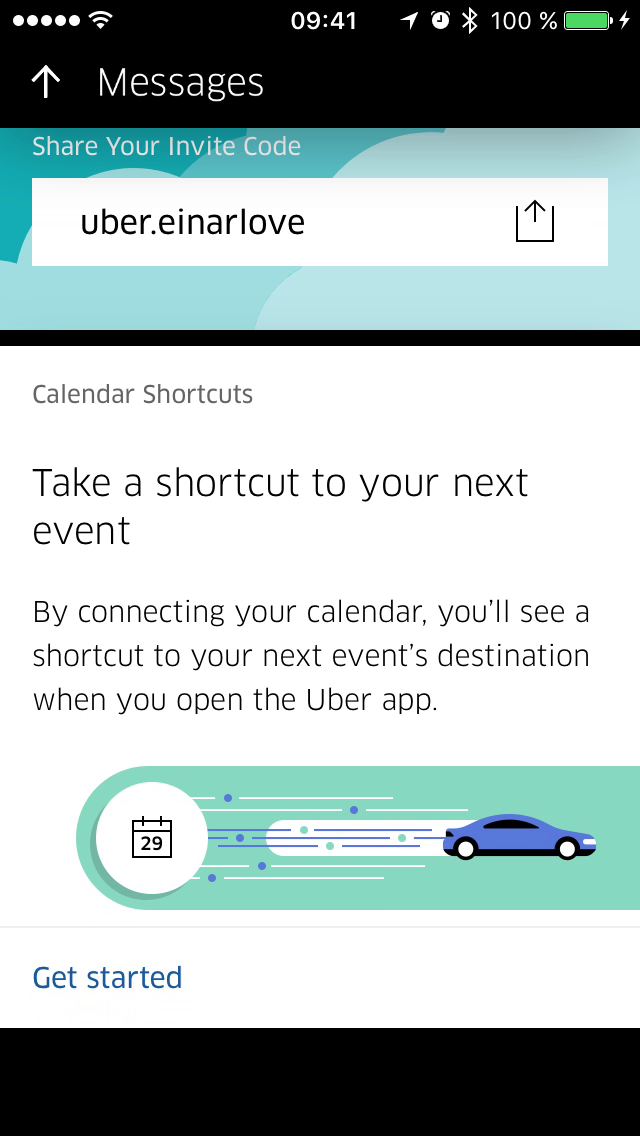 09:41 100 %
Messages
Share Your Invite Code
uber.einarlove
Calendar Shortcuts
Take a shortcut to your next
event
By connecting your calendar, you’ll see a
shortcut to your next event’s destination
when you open the Uber app.
29
Get started